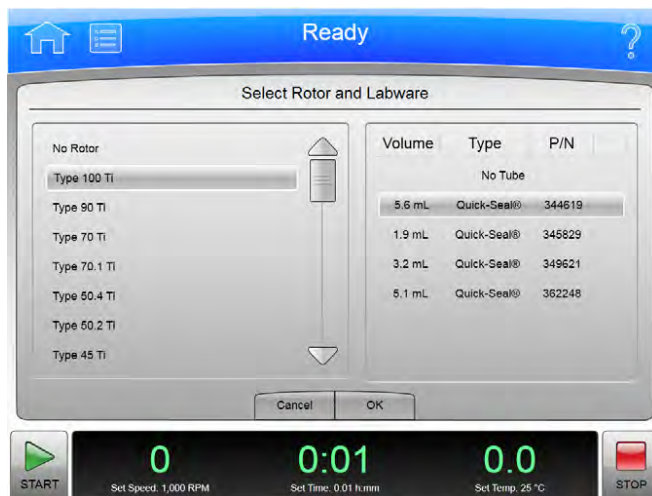 Ready
?
Select Rotor and Labware
No Rotor
Type 100 Ti
Type 90 Ti
Type 70 Ti
Type 70.1 Ti
Type 50.4 Ti
Type 50.2 Ti
Type 45 Ti
Volume Type P/N
No Tube
5.6 mL Quick-Seal® 344619
1.9 mL Quick-Seal® 345829
3.2 mL Quick-Seal® 349621
5.1 mL Quick-Seal® 362248
Cancel OK
START
0
Set Speed: 1,000 RPM
0:01
Set Time: 0:01 h:mm
0.0
Set Temp. 25 °C
STOP